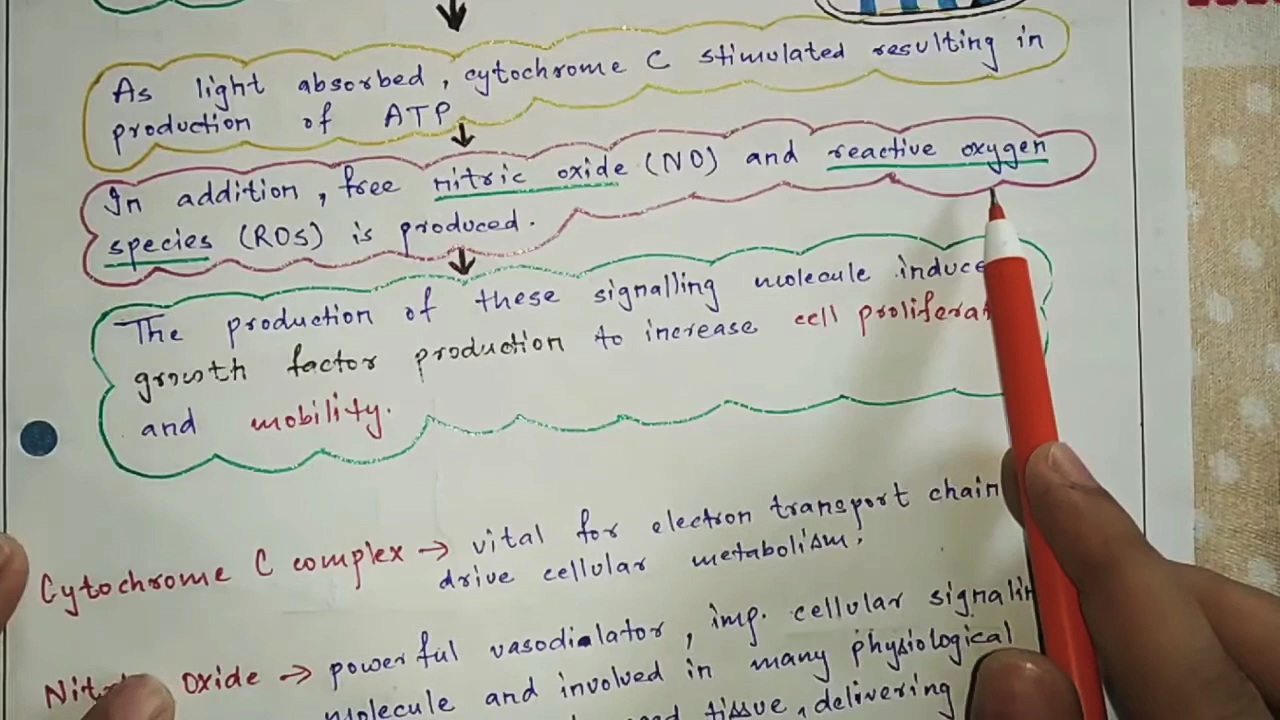 As light absorbed, cytochrome C stimulated resulting in
production of ATP
In addition, free nitric oxide (NO) and reactive oxygen
species (ROS) is produced.
The production of these signalling molecule induce
growth factor production to increase cell proliferat
and mobility.
Cytochrome C complex → vital for electron transport chain
drive cellular metabolism.
Oxide → powerful vasodialator, imp. cellular signalin
molecule and involved in many physiological
tissue, delivering